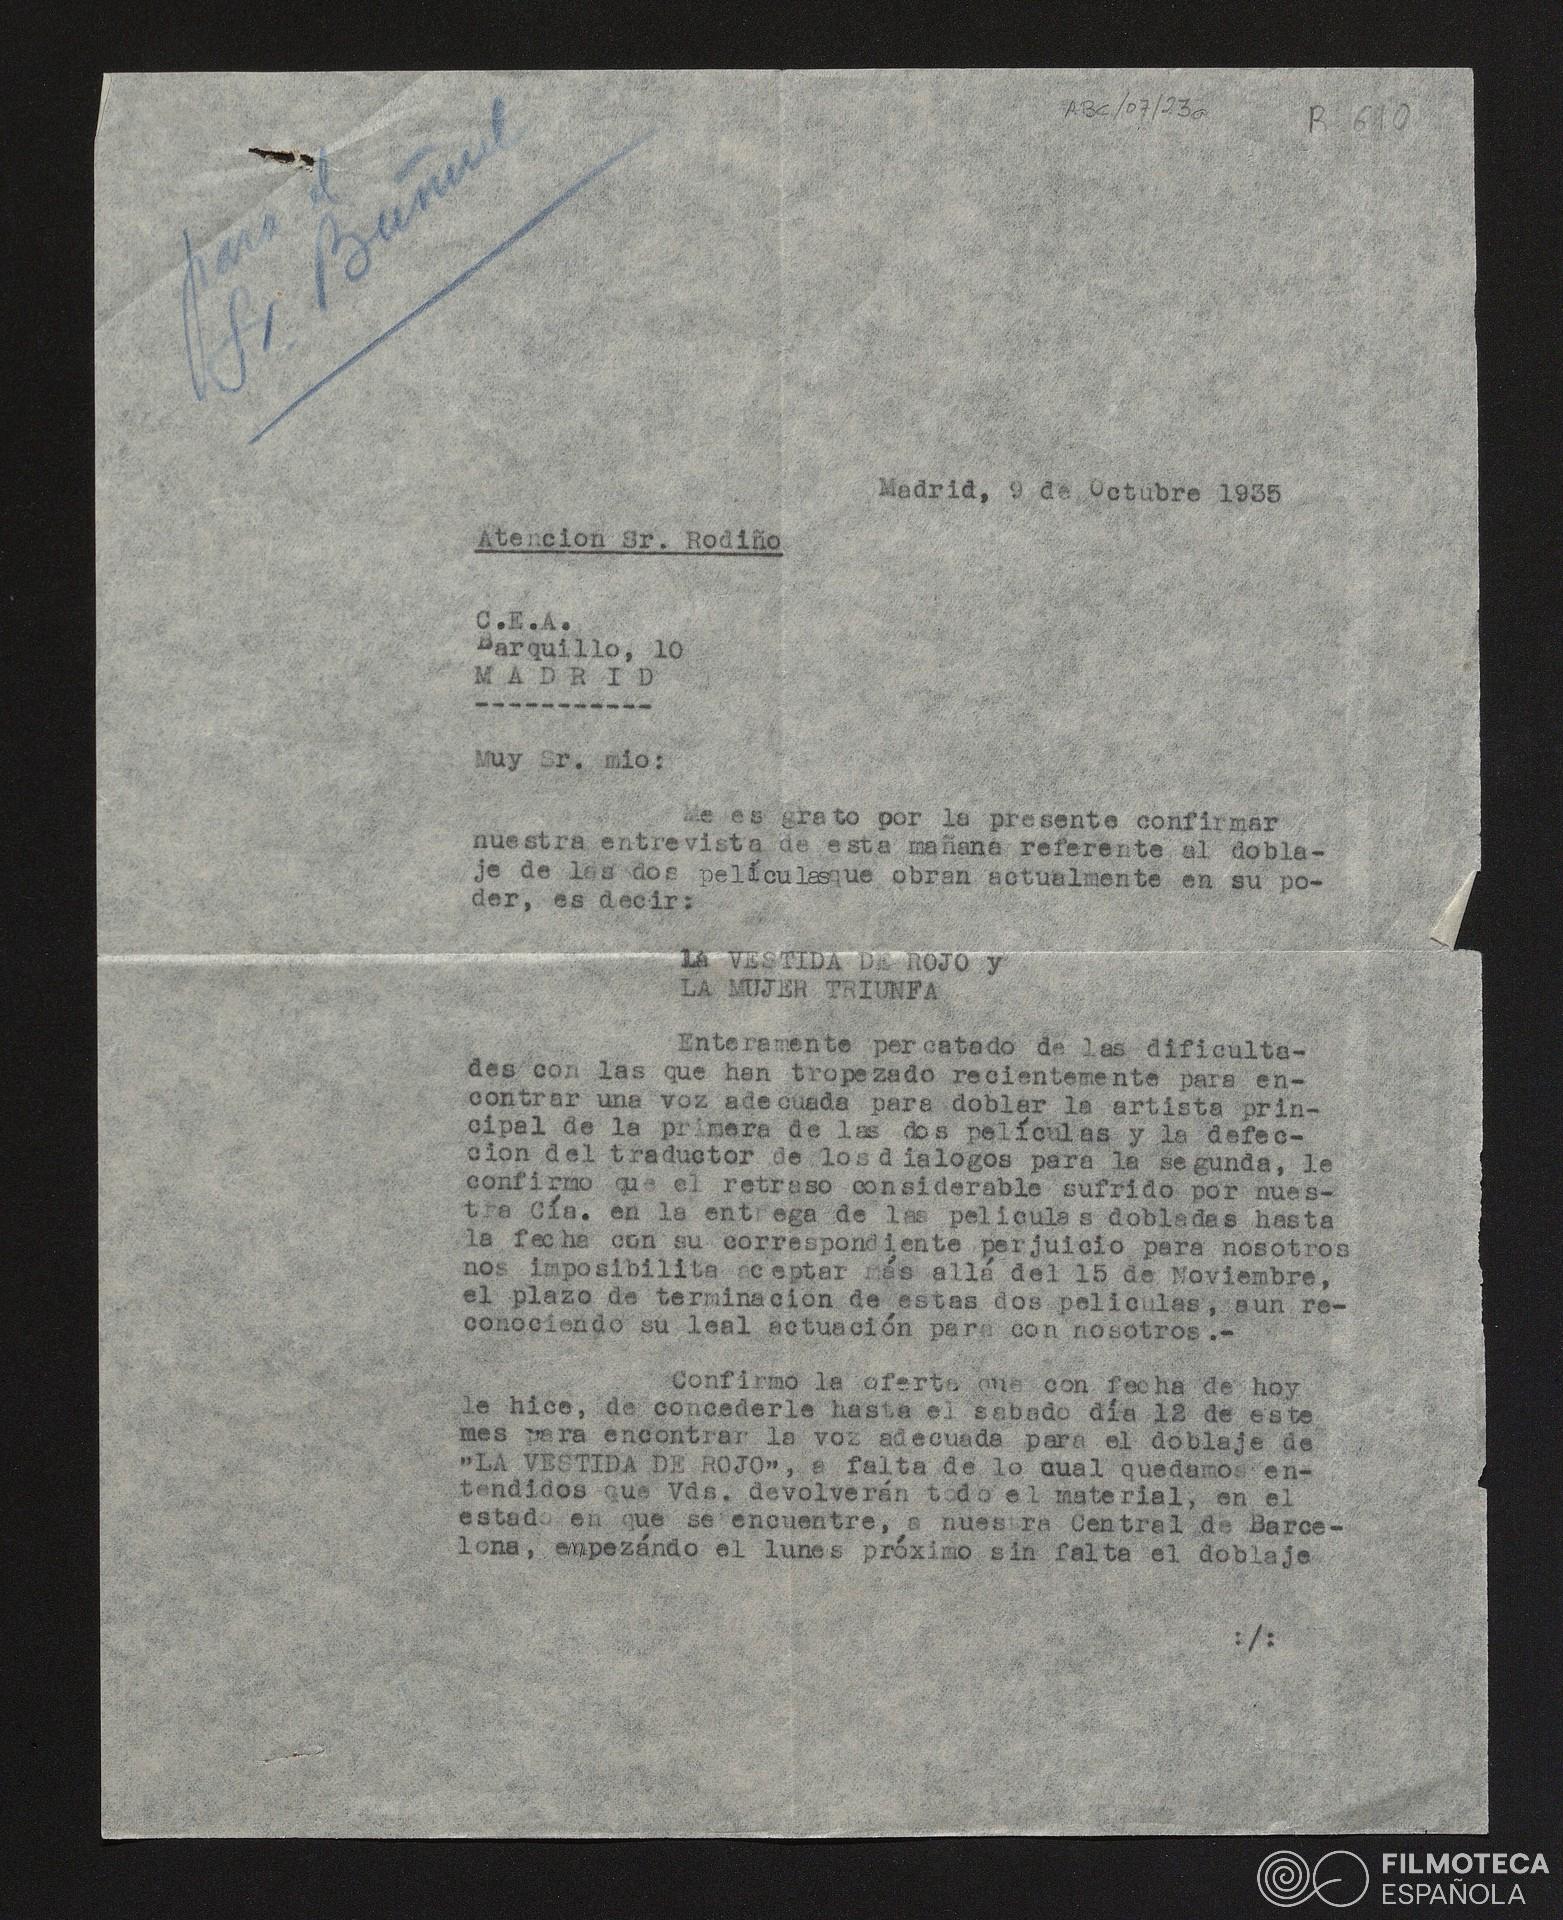 ABC/07/23a
R-610
para el
Sr. Buñuel
Madrid, 9 de Octubre 1935
Atencion Sr. Rodiño
C.E.A.
Barquillo, 10
M A D R I D
-----------
Muy Sr. mio:
Me es grato por la presente confirmar
nuestra entrevista de esta mañana referente al dobla-
je de las dos películasque obran actualmente en su po-
der, es decir:
LA VESTIDA DE ROJO y
LA MUJER TRIUNFA
Enteramente percatado de las dificulta-
des con las que han tropezado recientemente para en-
contrar una voz adecuada para doblar la artista prin-
cipal de la primera de las dos películas y la defec-
cion del traductor de los dialogos para la segunda, le
confirmo que el retraso considerable sufrido por nues-
tra Cía. en la entrega de las peliculas dobladas hasta
la fecha con su correspondiente perjuicio para nosotros
nos imposibilita aceptar más allá del 15 de Noviembre,
el plazo de terminacion de estas dos peliculas, aun re-
conociendo su leal actuación para con nosotros.-
Confirmo la oferta que con fecha de hoy
le hice, de concederle hasta el sabado día 12 de este
mes para encontrar la voz adecuada para el doblaje de
"LA VESTIDA DE ROJO", a falta de lo cual quedamos en-
tendidos que Vds. devolverán todo el material, en el
estado en que se encuentre, a nuestra Central de Barce-
lona, empezándo el lunes próximo sin falta el doblaje
:/:
FILMOTECA
ESPAÑOLA